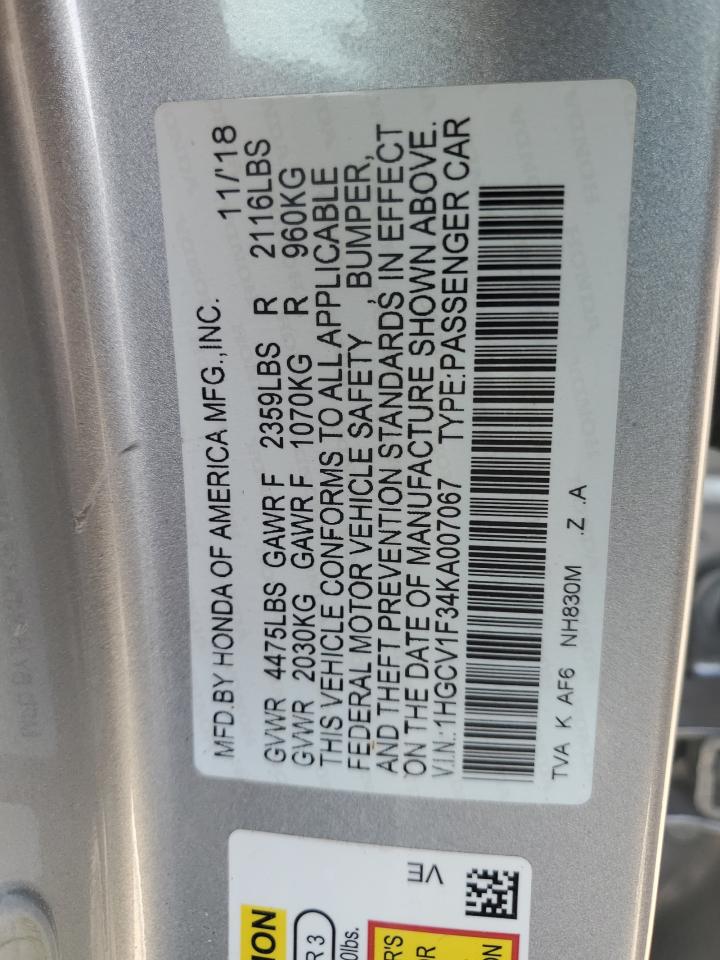 MFD.BY HONDA OF AMERICA MFG.,INC. 11/'18
GVWR 4475LBS GAWR F 2359LBS R 2116LBS
GVWR 2030KG GAWR F 1070KG R 960KG
THIS VEHICLE CONFORMS TO ALL APPLICABLE
FEDERAL MOTOR VEHICLE SAFETY , BUMPER,
AND THEFT PREVENTION STANDARDS IN EFFECT
ON THE DATE OF MANUFACTURE SHOWN ABOVE.
V.I.N.: 1HGCV1F34KA007067 TYPE:PASSENGER CAR
TVA K AF6 NH830M .Z .A
VE